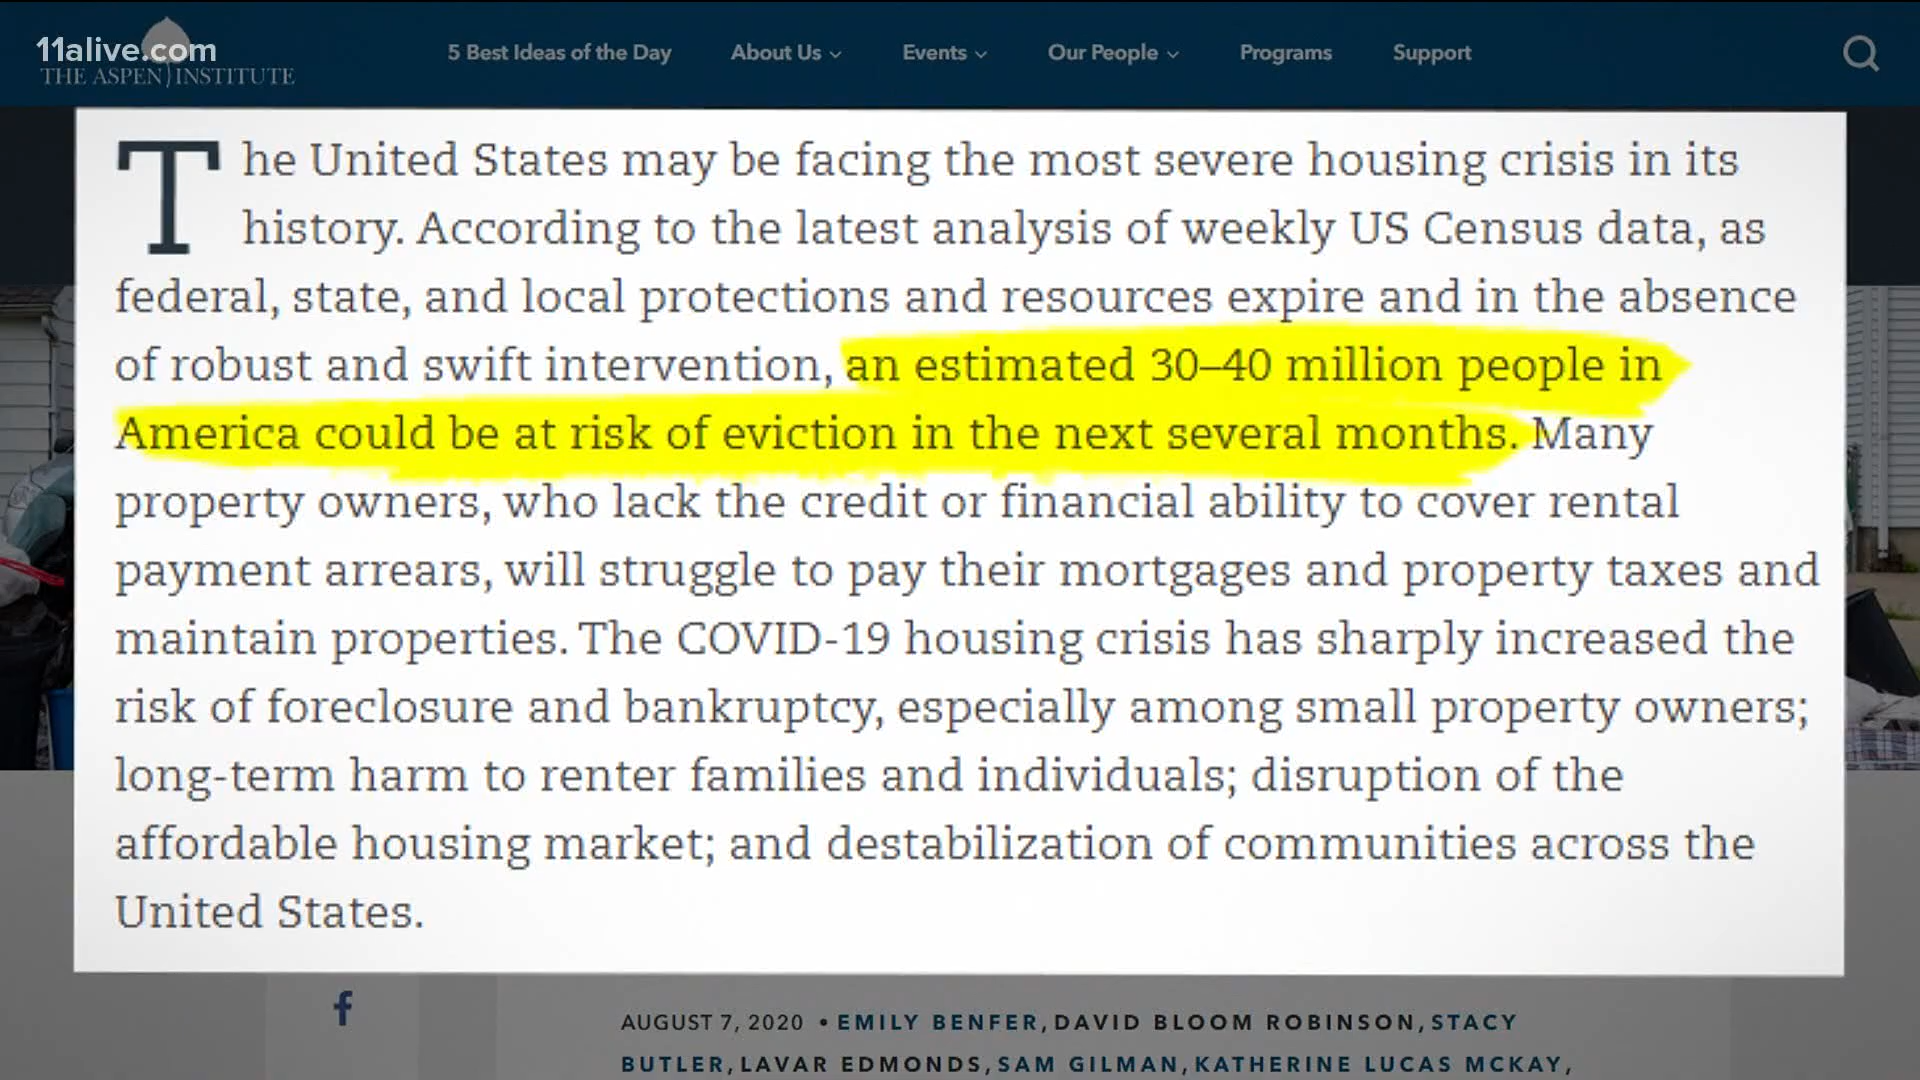 11alive.com
THE ASPEN INSTITUTE
5 Best Ideas of the Day
About Us
Events
Our People
Programs
Support
The United States may be facing the most severe housing crisis in its
history. According to the latest analysis of weekly US Census data, as
federal, state, and local protections and resources expire and in the absence
of robust and swift intervention, an estimated 30–40 million people in
America could be at risk of eviction in the next several months. Many
property owners, who lack the credit or financial ability to cover rental
payment arrears, will struggle to pay their mortgages and property taxes and
maintain properties. The COVID-19 housing crisis has sharply increased the
risk of foreclosure and bankruptcy, especially among small property owners;
long-term harm to renter families and individuals; disruption of the
affordable housing market; and destabilization of communities across the
United States.
f
AUGUST 7, 2020 • EMILY BENFER, DAVID BLOOM ROBINSON, STACY
BUTLER, LAVAR EDMONDS, SAM GILMAN, KATHERINE LUCAS MCKAY,